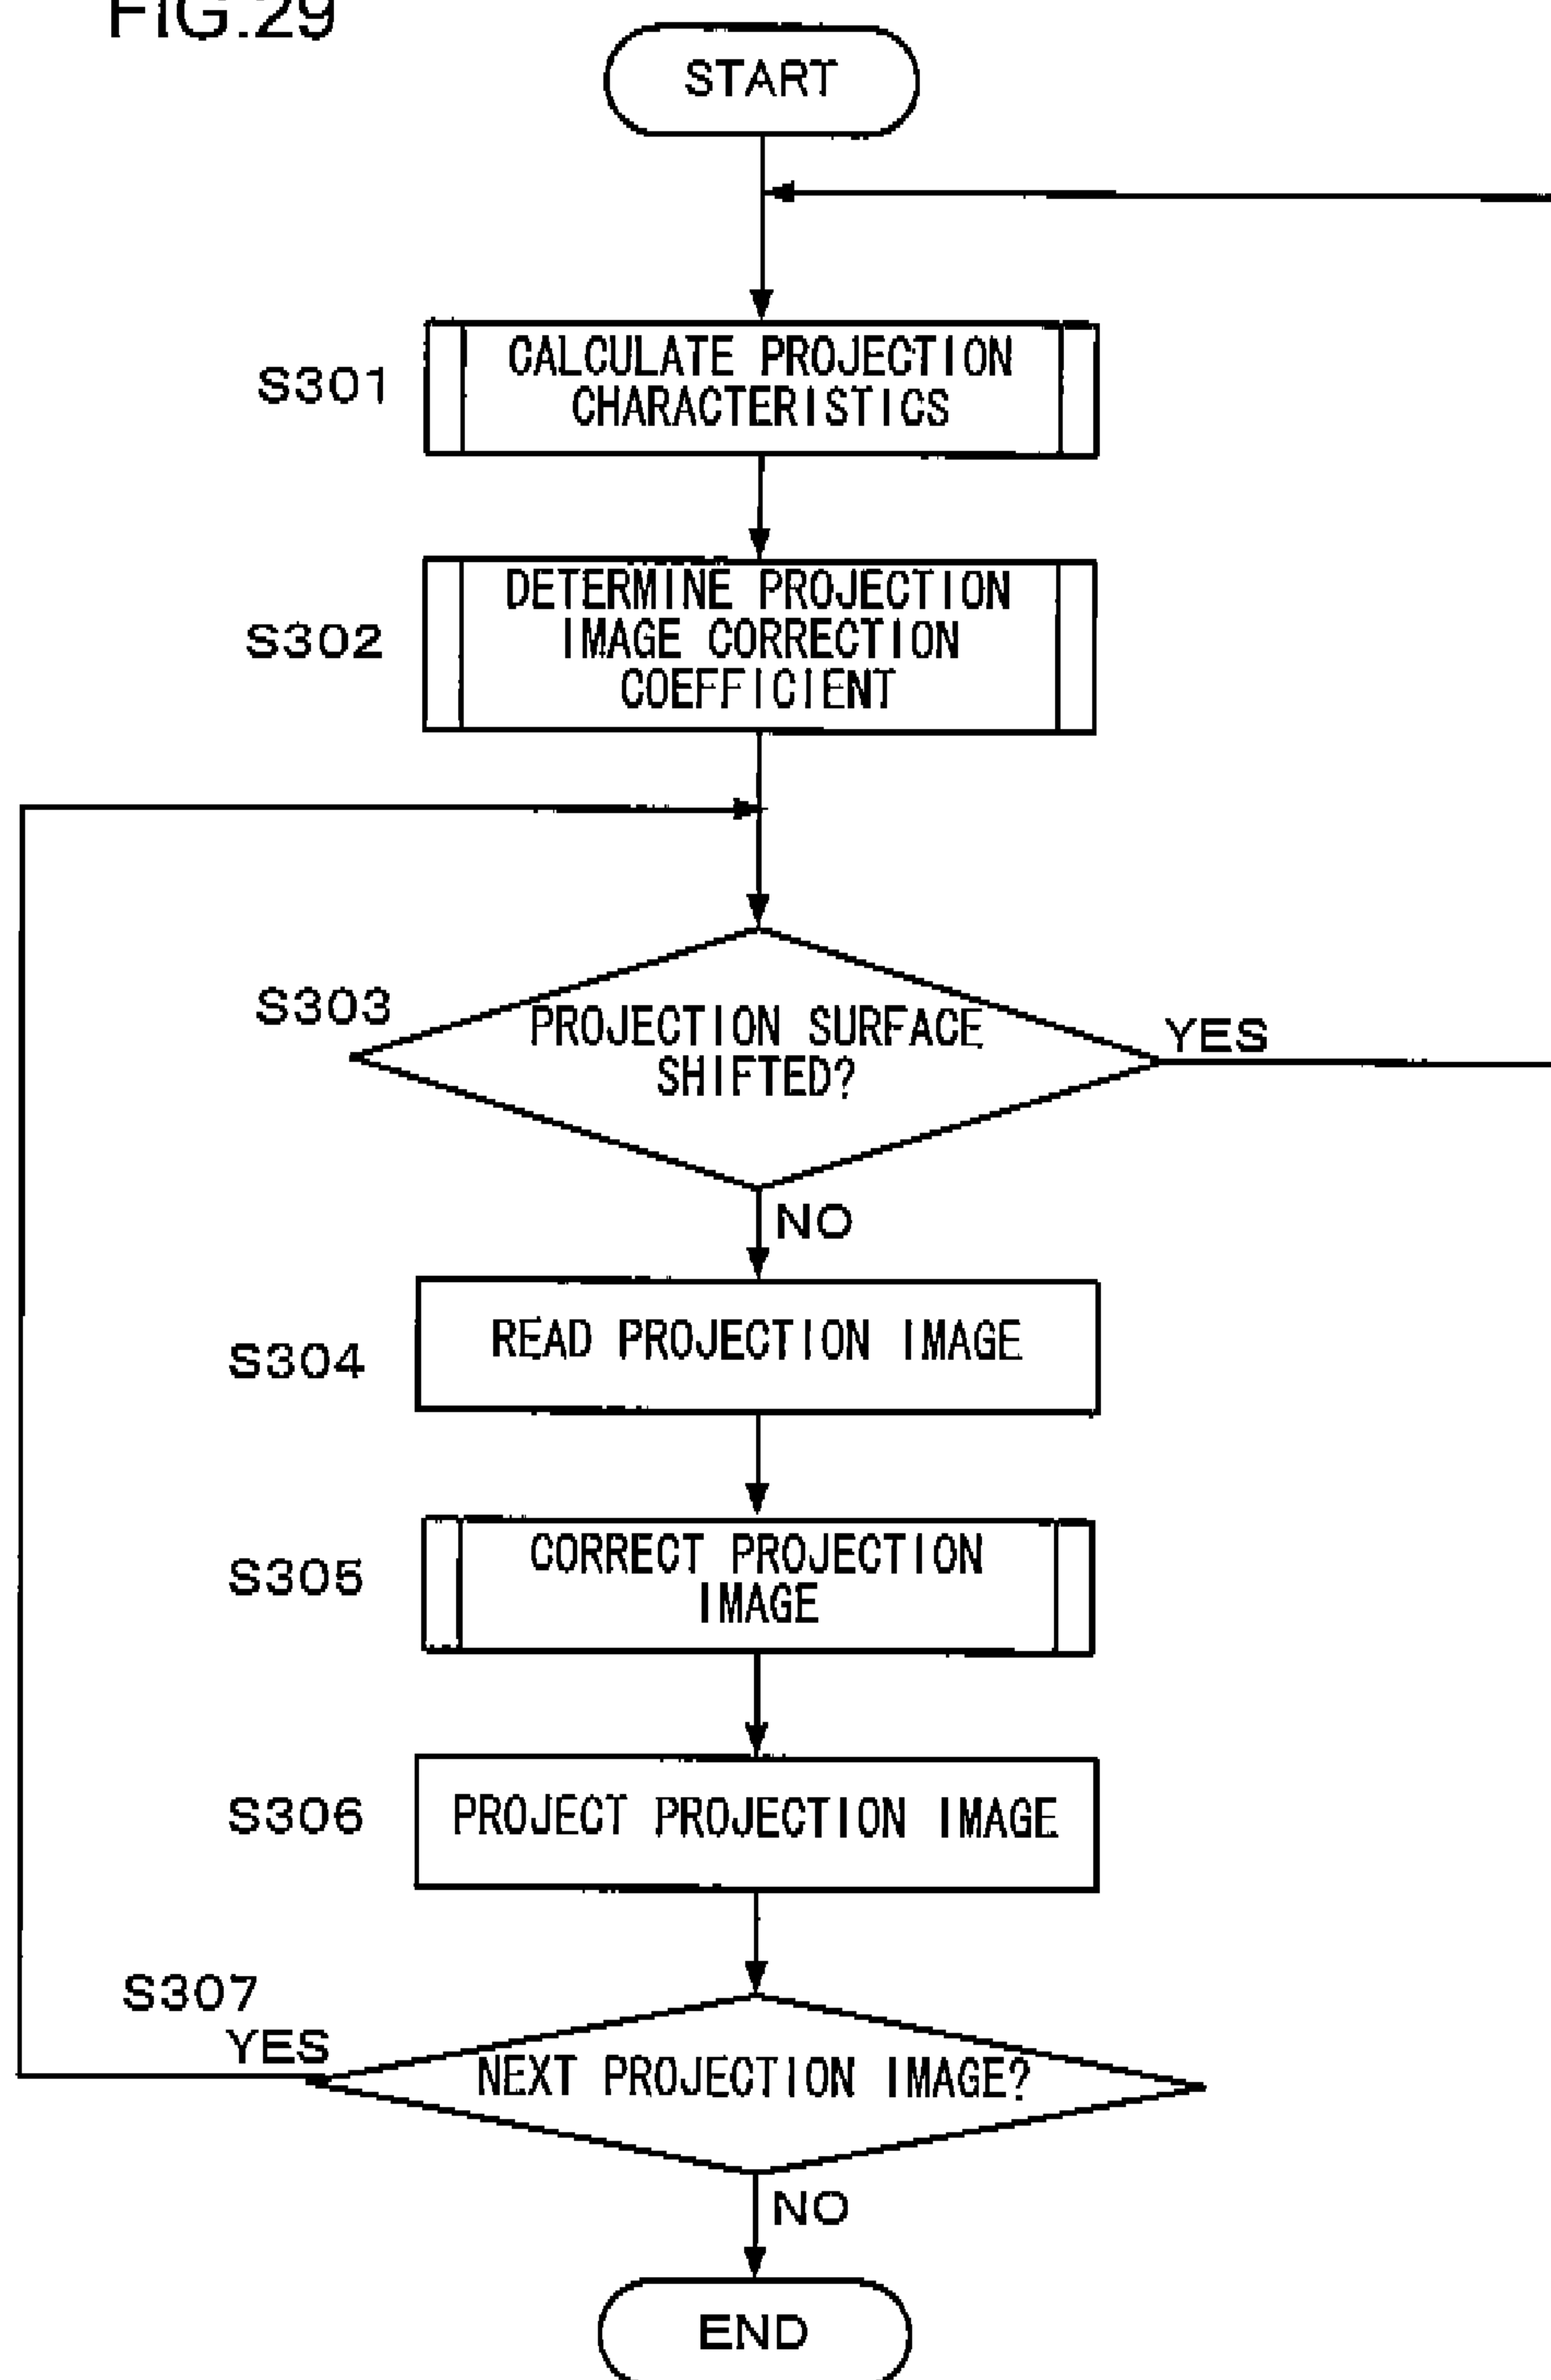 FIG.29
START
S301
CALCULATE PROJECTION
CHARACTERISTICS
S302
DETERMINE PROJECTION
IMAGE CORRECTION
COEFFICIENT
S303
PROJECTION SURFACE
SHIFTED?
YES
NO
S304
READ PROJECTION IMAGE
S305
CORRECT PROJECTION
IMAGE
S306
PROJECT PROJECTION IMAGE
S307
YES
NEXT PROJECTION IMAGE?
NO
END